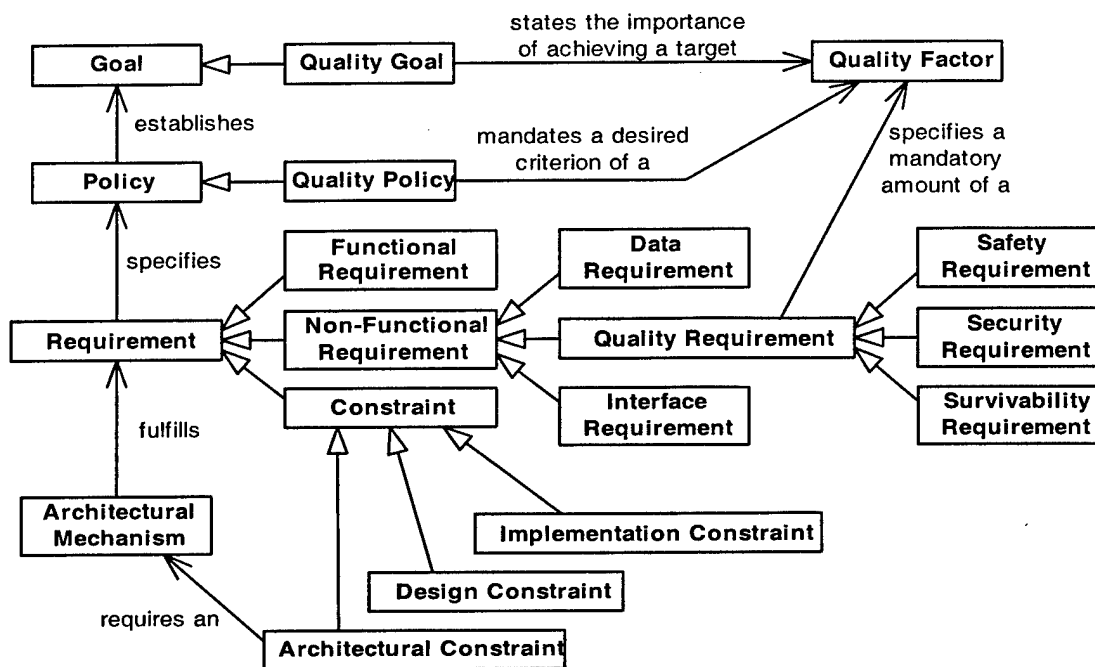 states the importance
of achieving a target
Goal
Quality Goal
Quality Factor
establishes
mandates a desired
criterion of a
specifies a
mandatory
amount of a
Policy
Quality Policy
specifies
Functional
Requirement
Data
Requirement
Safety
Requirement
Requirement
Non-Functional
Requirement
Quality Requirement
Security
Requirement
Constraint
Interface
Requirement
Survivability
Requirement
fulfills
Architectural
Mechanism
Implementation Constraint
Design Constraint
requires an
Architectural Constraint